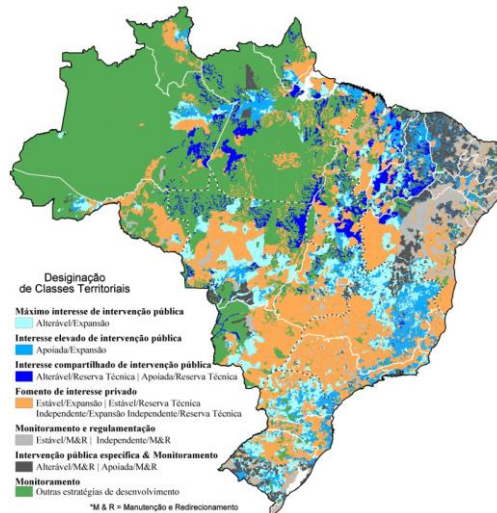 Desiginação
de Classes Territoriais
Máximo interesse de intervenção pública
Alterável/Expansão
Interesse elevado de intervenção pública
Apoiada/Expansão
Interesse compartilhado de intervenção pública
Alterável/Reserva Técnica | Apoiada/Reserva Técnica
Fomento de interesse privado
Estável/Expansão | Estável/Reserva Técnica
Independente/Expansão Independente/Reserva Técnica
Monitoramento e regulamentação
Estável/M&R | Independente/M&R
Intervenção pública específica & Monitoramento
Alterável/M&R | Apoiada/M&R
Monitoramento
Outras estratégias de desenvolvimento
*M & R = Manutenção e Redirecionamento